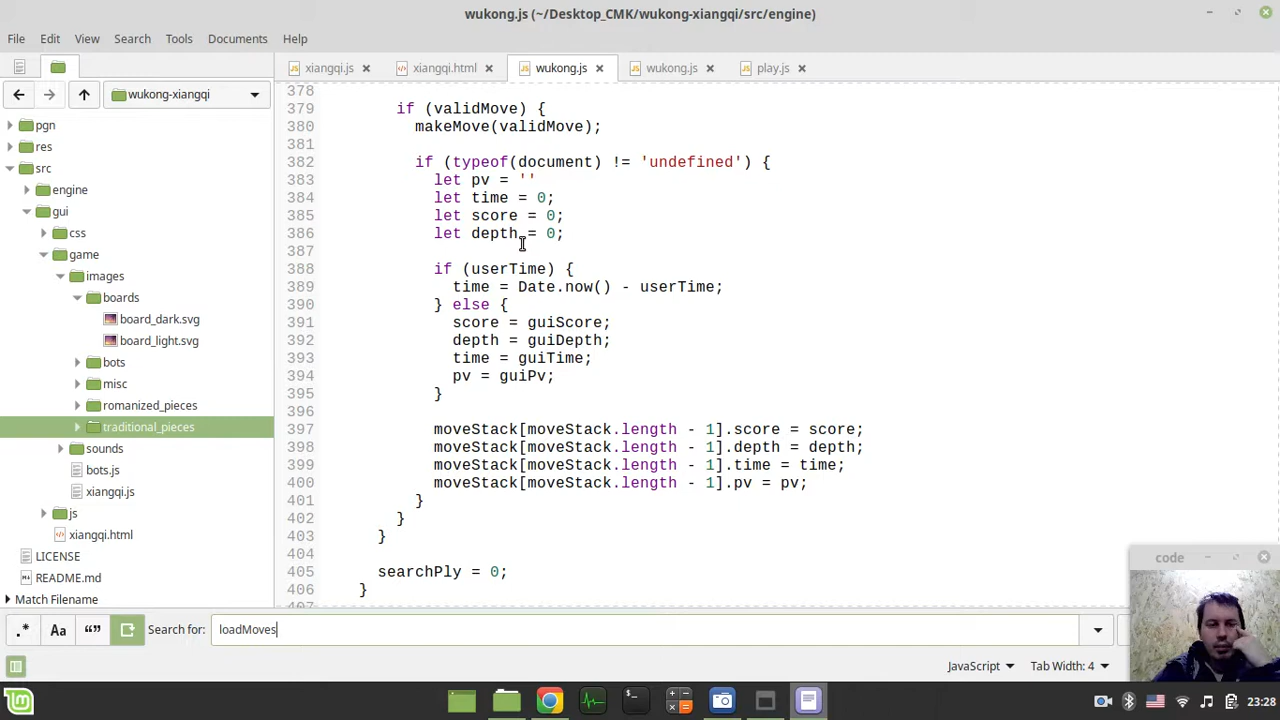 wukong.js (~/Desktop_CMK/wukong-xiangqi/src/engine)
File Edit View Search Tools Documents Help
xiangqi.js xiangqi.html wukong.js wukong.js play.js
wukong-xiangqi
pgn
res
src
engine
gui
css
game
images
boards
board_dark.svg
board_light.svg
bots
misc
romanized_pieces
traditional_pieces
sounds
bots.js
xiangqi.js
js
xiangqi.html
LICENSE
README.md
Match Filename
378
379 if (validMove) {
380 makeMove(validMove);
381
382 if (typeof(document) != 'undefined') {
383 let pv = ''
384 let time = 0;
385 let score = 0;
386 let depth = 0;
387
388 if (userTime) {
389 time = Date.now() - userTime;
390 } else {
391 score = guiScore;
392 depth = guiDepth;
393 time = guiTime;
394 pv = guiPv;
395 }
396
397 moveStack[moveStack.length - 1].score = score;
398 moveStack[moveStack.length - 1].depth = depth;
399 moveStack[moveStack.length - 1].time = time;
400 moveStack[moveStack.length - 1].pv = pv;
401 }
402 }
403 }
404
405 searchPly = 0;
406 }
407
code
.* Aa “” Search for: loadMoves
JavaScript Tab Width: 4
23:28